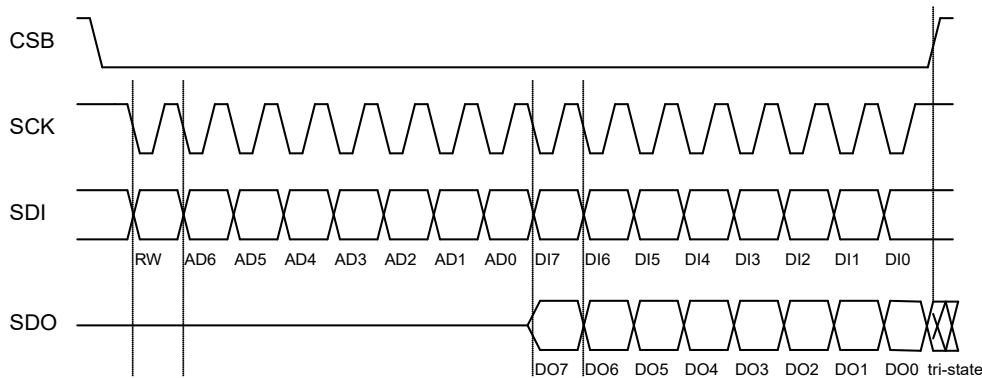 CSB
SCK
SDI
RW AD6 AD5 AD4 AD3 AD2 AD1 AD0 DI7 DI6 DI5 DI4 DI3 DI2 DI1 DI0
SDO
DO7 DO6 DO5 DO4 DO3 DO2 DO1 DO0 tri-state